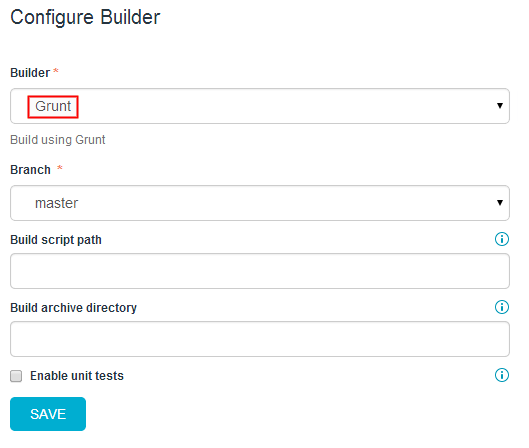 Configure Builder
Builder *
Grunt
Build using Grunt
Branch *
master
Build script path
Build archive directory
Enable unit tests
SAVE